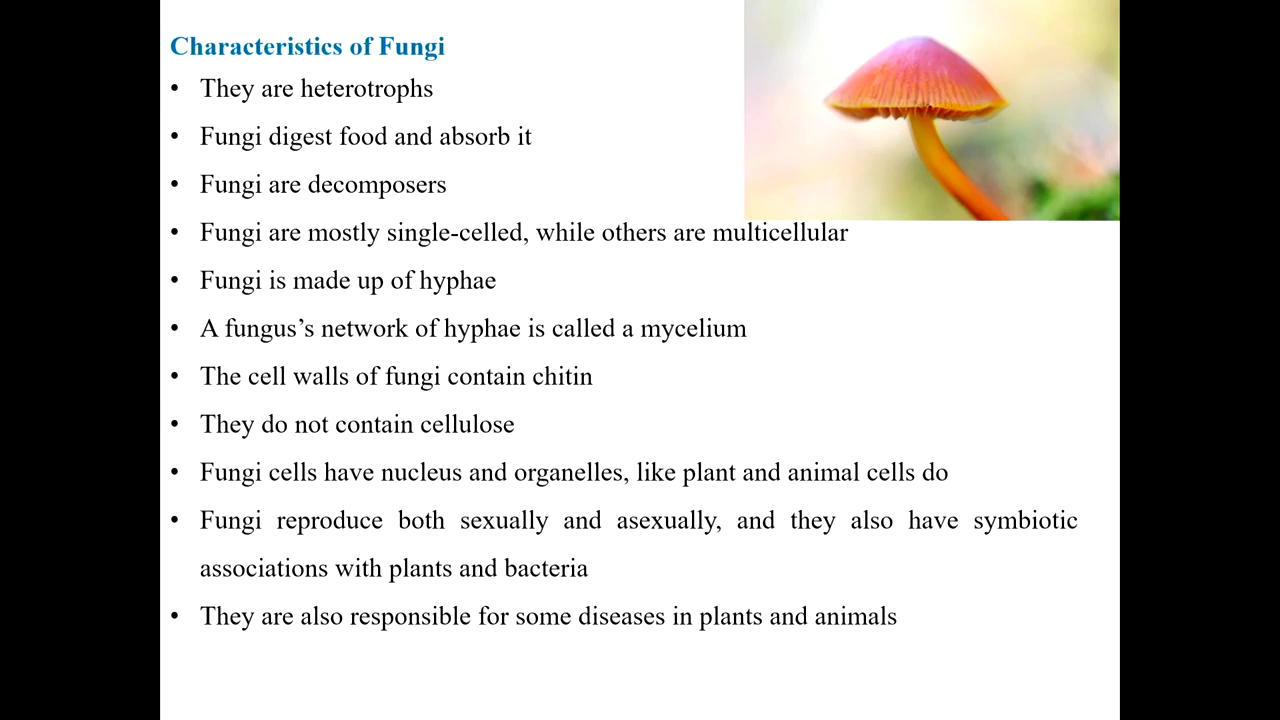 Characteristics of Fungi
• They are heterotrophs
• Fungi digest food and absorb it
• Fungi are decomposers
• Fungi are mostly single-celled, while others are multicellular
• Fungi is made up of hyphae
• A fungus’s network of hyphae is called a mycelium
• The cell walls of fungi contain chitin
• They do not contain cellulose
• Fungi cells have nucleus and organelles, like plant and animal cells do
• Fungi reproduce both sexually and asexually, and they also have symbiotic
associations with plants and bacteria
• They are also responsible for some diseases in plants and animals